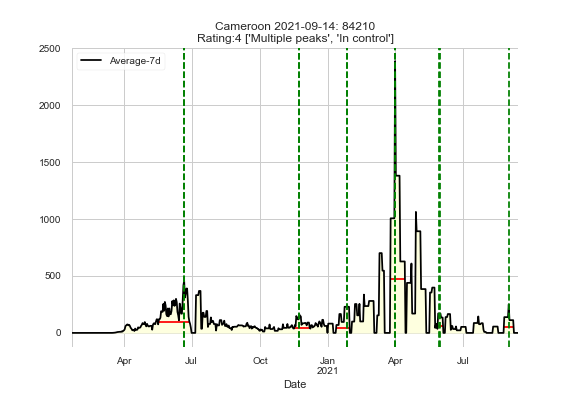 Cameroon 2021-09-14: 84210
Rating:4 ['Multiple peaks', 'In control']
Average-7d
2500
2000
1500
1000
500
0
Apr
Jul
Oct
Jan
2021
Apr
Jul
Date